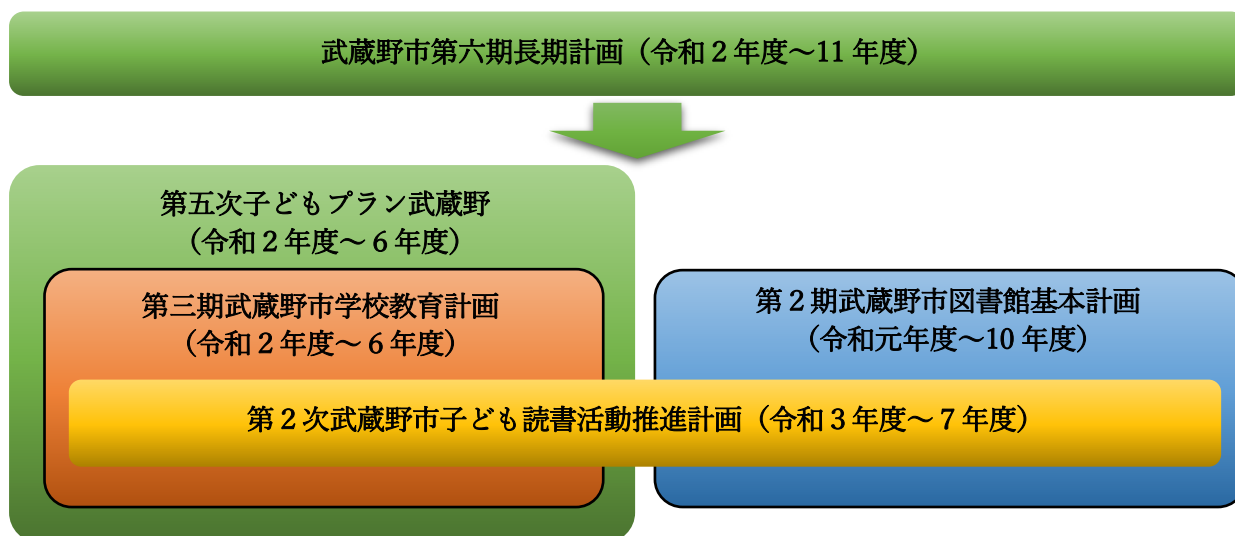 武蔵野市第六期長期計画（令和２年度～11 年度）
第五次子どもプラン武蔵野
（令和２年度～６年度）
第三期武蔵野市学校教育計画
（令和２年度～６年度）
第２期武蔵野市図書館基本計画
（令和元年度～10 年度）
第２次武蔵野市子ども読書活動推進計画（令和３年度～７年度）